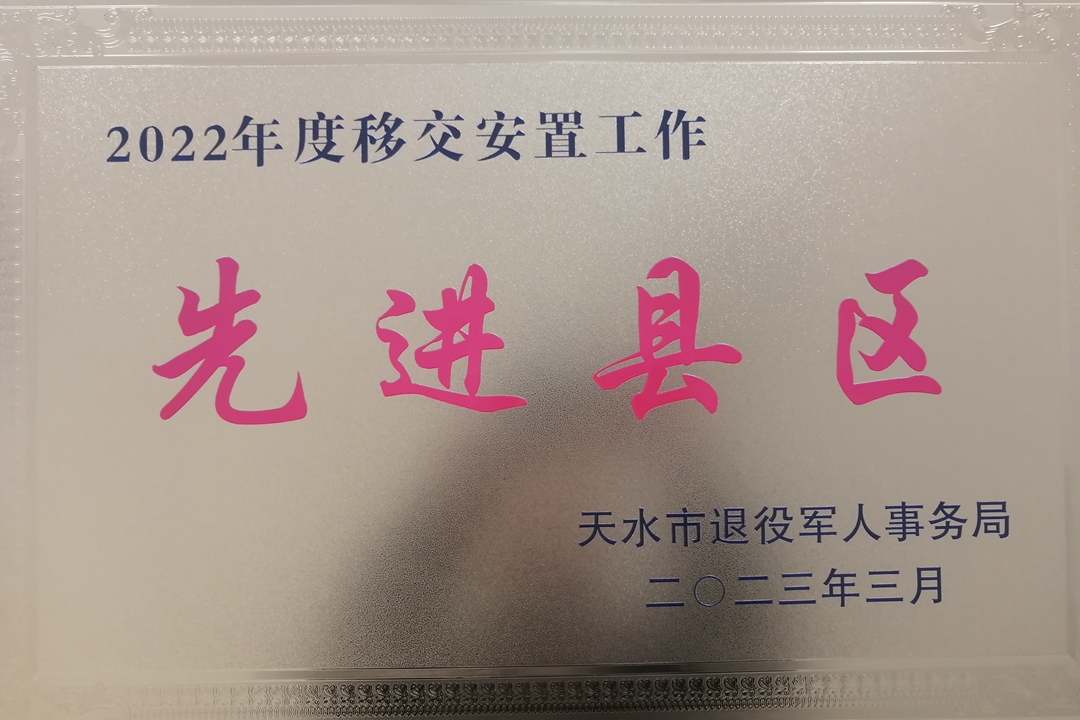 2022年度移交安置工作
先进县区
天水市退役军人事务局
二〇二三年三月